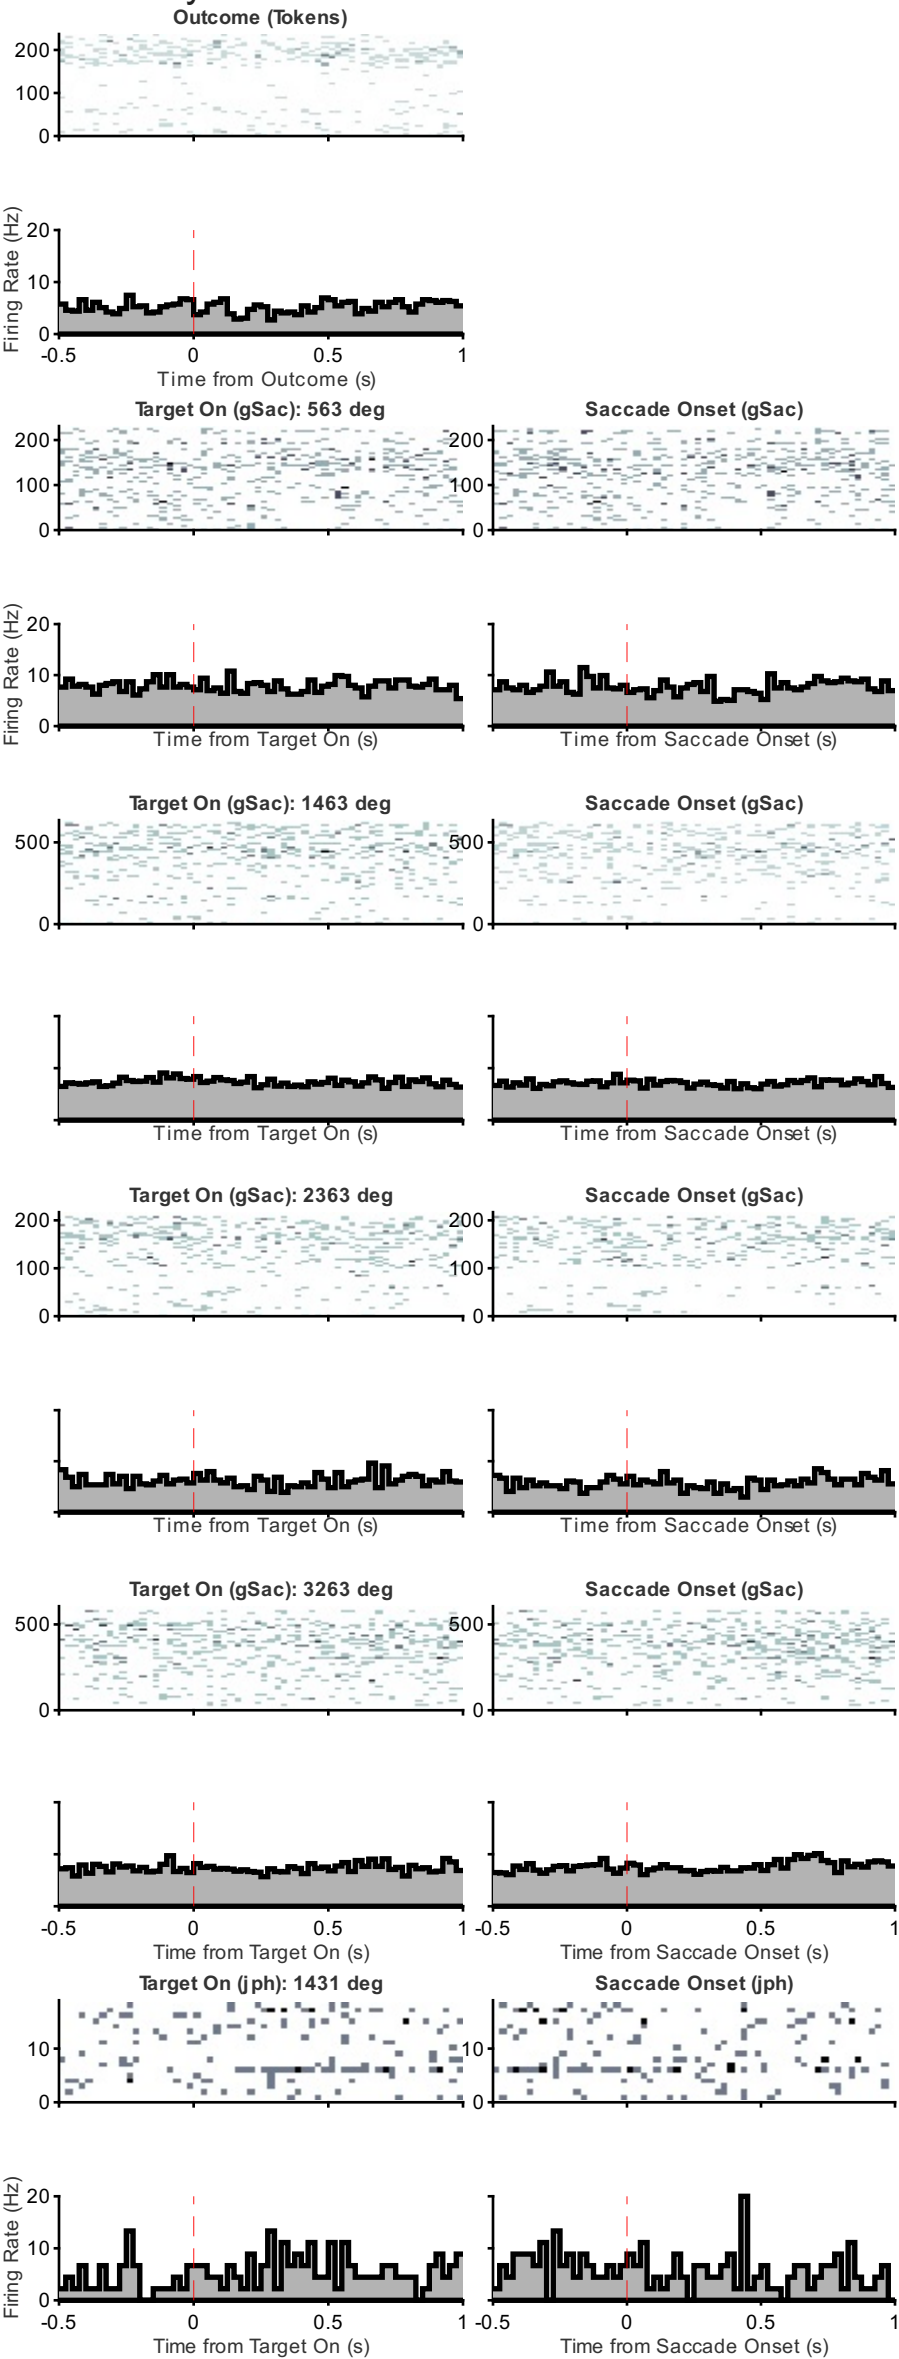 Outcome (Tokens)
200
100
0
Firing Rate (Hz)
20
10
0
-0.5 0 0.5 1
Time from Outcome (s)
Target On (gSac): 563 deg Saccade Onset (gSac)
200 200
100 100
0 0
Firing Rate (Hz)
20
10
0
Time from Target On (s) Time from Saccade Onset (s)
Target On (gSac): 1463 deg Saccade Onset (gSac)
500 500
0 0
Time from Target On (s) Time from Saccade Onset (s)
Target On (gSac): 2363 deg Saccade Onset (gSac)
200 200
100 100
0 0
Time from Target On (s) Time from Saccade Onset (s)
Target On (gSac): 3263 deg Saccade Onset (gSac)
500 500
0 0
-0.5 0 0.5 1 -0.5 0 0.5 1
Time from Target On (s) Time from Saccade Onset (s)
Target On (jph): 1431 deg Saccade Onset (jph)
10 10
0 0
Firing Rate (Hz)
20
10
0
-0.5 0 0.5 1 -0.5 0 0.5 1
Time from Target On (s) Time from Saccade Onset (s)